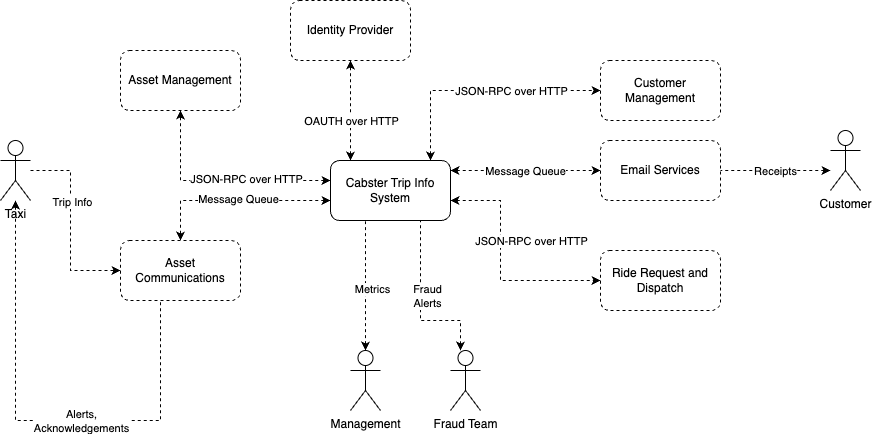 Identity Provider
Asset Management
Customer
Management
JSON-RPC over HTTP
OAUTH over HTTP
JSON-RPC over HTTP
Cabster Trip Info
System
Message Queue
Email Services
Receipts
Message Queue
Taxi
Trip Info
Customer
JSON-RPC over HTTP
Asset
Communications
Ride Request and
Dispatch
Metrics
Fraud
Alerts
Alerts,
Acknowledgements
Management
Fraud Team